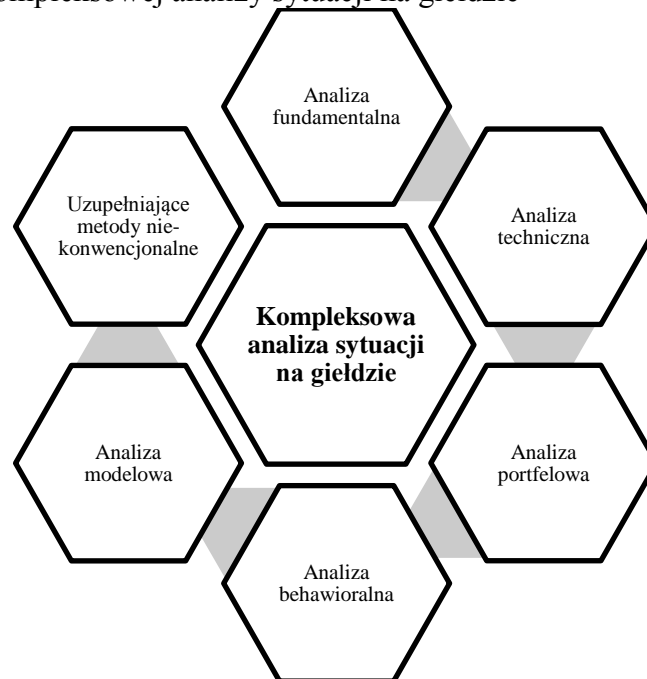 kompleksowej analizy sytuacji na giełdzie
Analiza
fundamentalna
Analiza
techniczna
Analiza
portfelowa
Analiza
behawioralna
Analiza
modelowa
Uzupełniające
metody nie-
konwencjonalne
Kompleksowa
analiza sytuacji
na giełdzie